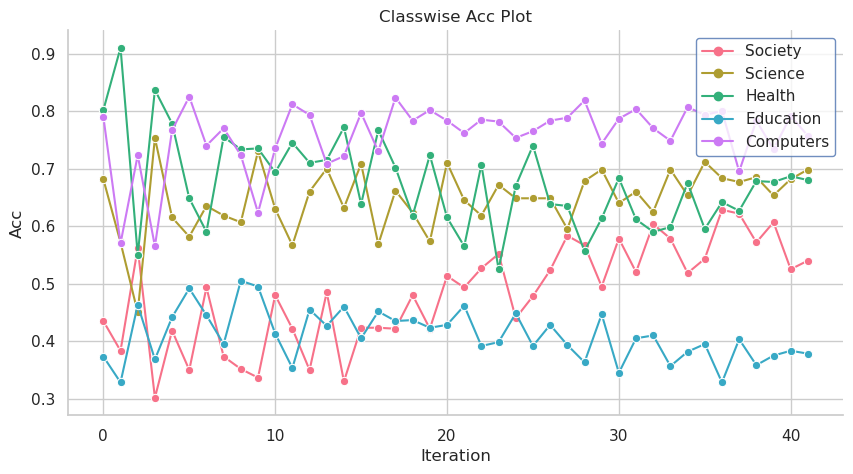 Classwise Acc Plot
Acc
0.9
0.8
0.7
0.6
0.5
0.4
0.3
0
10
20
30
40
Iteration
Society
Science
Health
Education
Computers